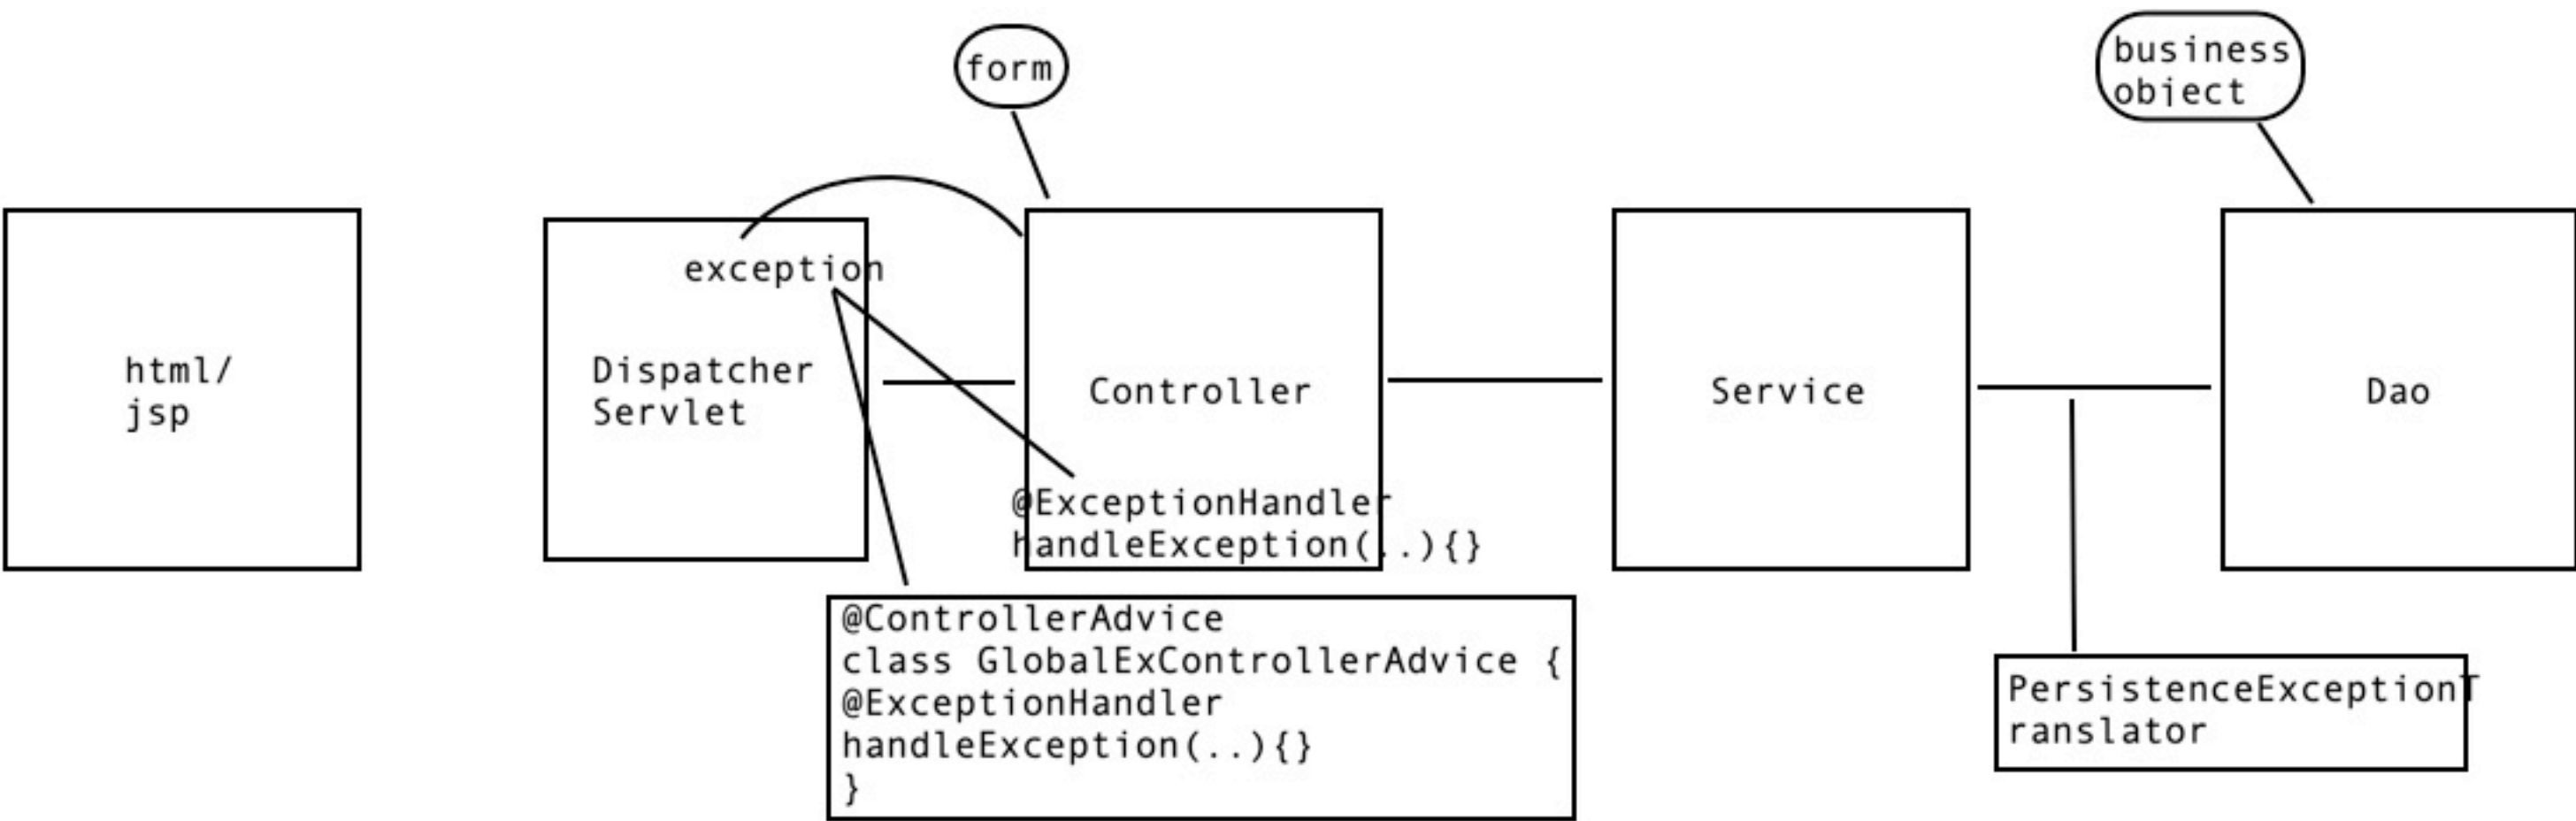 form
business
object
exception
html/
jsp
Dispatcher
Servlet
Controller
Service
Dao
@ExceptionHandler
handleException(..){}
@ControllerAdvice
class GlobalExControllerAdvice {
@ExceptionHandler
handleException(..){}
}
PersistenceExceptionT
ranslator